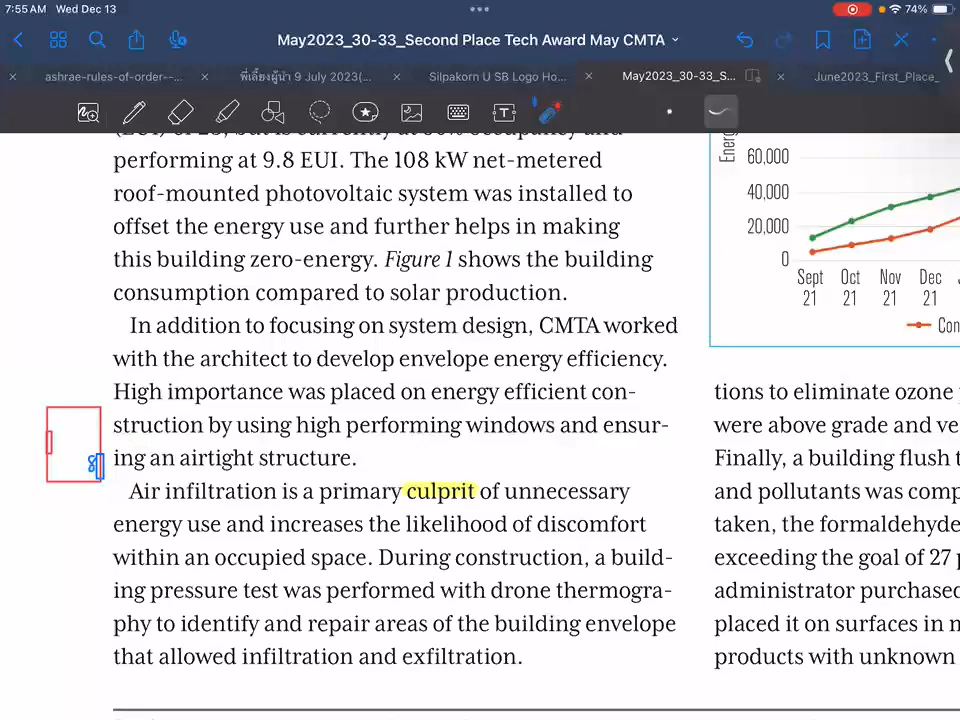 7:55 AM Wed Dec 13
74%
May2023_30-33_Second Place Tech Award May CMTA
ashrae-rules-of-order--...
พี่เลี้ยงผู้นำ 9 July 2023(...
Silpakorn U SB Logo Ho...
May2023_30-33_S...
June2023_First_Place_
performing at 9.8 EUI. The 108 kW net-metered
roof-mounted photovoltaic system was installed to
offset the energy use and further helps in making
this building zero-energy. Figure 1 shows the building
consumption compared to solar production.
In addition to focusing on system design, CMTA worked
with the architect to develop envelope energy efficiency.
High importance was placed on energy efficient con-
struction by using high performing windows and ensur-
ing an airtight structure.
Air infiltration is a primary culprit of unnecessary
energy use and increases the likelihood of discomfort
within an occupied space. During construction, a build-
ing pressure test was performed with drone thermogra-
phy to identify and repair areas of the building envelope
that allowed infiltration and exfiltration.
Energ
60,000
40,000
20,000
0
Sept Oct Nov Dec
21 21 21 21
Con
tions to eliminate ozone
were above grade and ve
Finally, a building flush t
and pollutants was comp
taken, the formaldehyde
exceeding the goal of 27
administrator purchased
placed it on surfaces in m
products with unknown